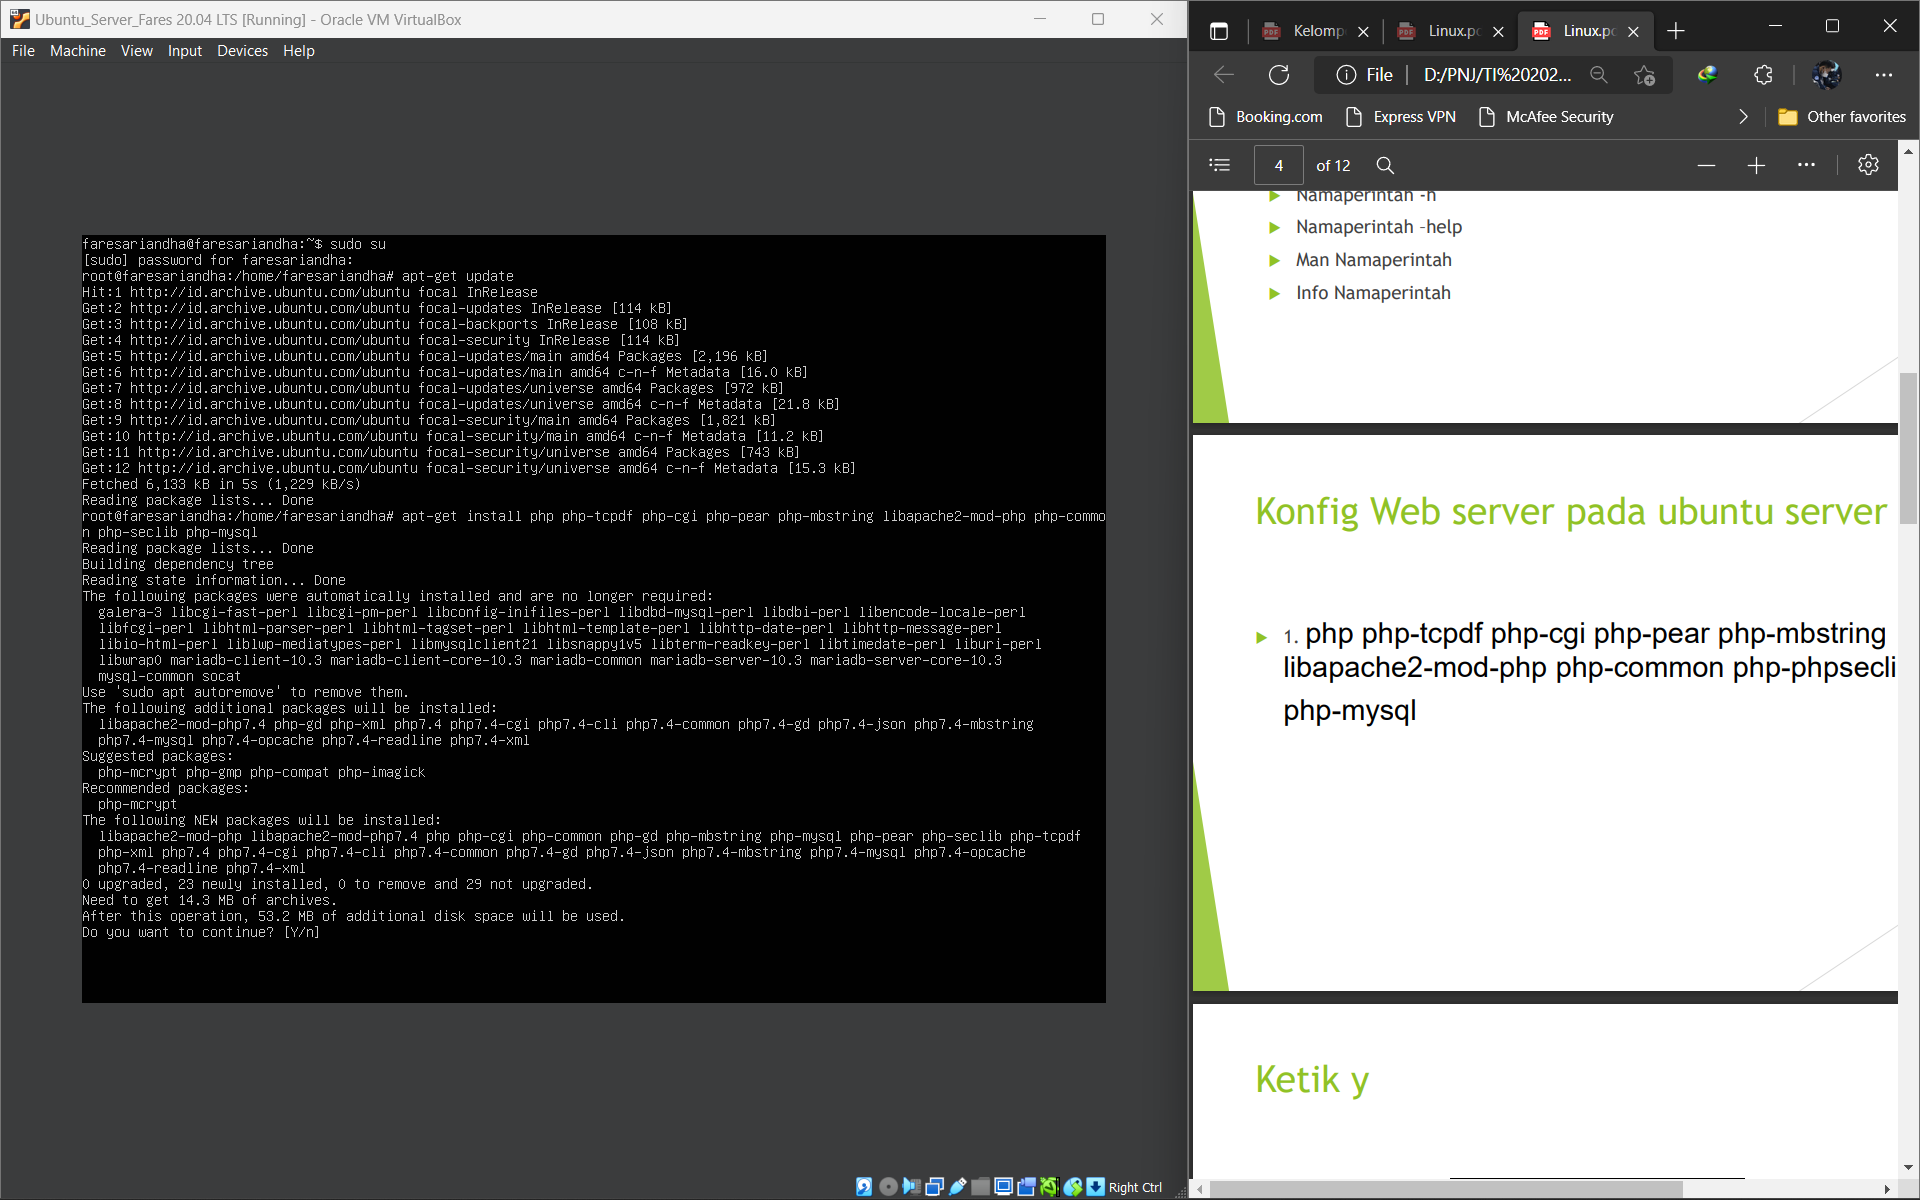 Ubuntu_Server_Fares 20.04 LTS [Running] - Oracle VM VirtualBox
File Machine View Input Devices Help
faresariandha@faresariandha:~$ sudo su
[sudo] password for faresariandha:
root@faresariandha:/home/faresariandha# apt-get update
Hit:1 http://id.archive.ubuntu.com/ubuntu focal InRelease
Get:2 http://id.archive.ubuntu.com/ubuntu focal-updates InRelease [114 kB]
Get:3 http://id.archive.ubuntu.com/ubuntu focal-backports InRelease [108 kB]
Get:4 http://id.archive.ubuntu.com/ubuntu focal-security InRelease [114 kB]
Get:5 http://id.archive.ubuntu.com/ubuntu focal-updates/main amd64 Packages [2,196 kB]
Get:6 http://id.archive.ubuntu.com/ubuntu focal-updates/main amd64 c-n-f Metadata [16.0 kB]
Get:7 http://id.archive.ubuntu.com/ubuntu focal-updates/universe amd64 Packages [972 kB]
Get:8 http://id.archive.ubuntu.com/ubuntu focal-updates/universe amd64 c-n-f Metadata [21.8 kB]
Get:9 http://id.archive.ubuntu.com/ubuntu focal-security/main amd64 Packages [1,821 kB]
Get:10 http://id.archive.ubuntu.com/ubuntu focal-security/main amd64 c-n-f Metadata [11.2 kB]
Get:11 http://id.archive.ubuntu.com/ubuntu focal-security/universe amd64 Packages [743 kB]
Get:12 http://id.archive.ubuntu.com/ubuntu focal-security/universe amd64 c-n-f Metadata [15.3 kB]
Fetched 6,133 kB in 5s (1,229 kB/s)
Reading package lists... Done
root@faresariandha:/home/faresariandha# apt-get install php php-tcpdf php-cgi php-pear php-mbstring libapache2-mod-php php-commo
n php-seclib php-mysql
Reading package lists... Done
Building dependency tree
Reading state information... Done
The following packages were automatically installed and are no longer required:
galera-3 libcgi-fast-perl libcgi-pm-perl libconfig-inifiles-perl libdbd-mysql-perl libdbi-perl libencode-locale-perl
libfcgi-perl libhtml-parser-perl libhtml-tagset-perl libhtml-template-perl libhttp-date-perl libhttp-message-perl
libio-html-perl liblwp-mediatypes-perl libmysqlclient21 libsnappy1v5 libterm-readkey-perl libtimedate-perl liburi-perl
libwrap0 mariadb-client-10.3 mariadb-client-core-10.3 mariadb-common mariadb-server-10.3 mariadb-server-core-10.3
mysql-common socat
Use 'sudo apt autoremove' to remove them.
The following additional packages will be installed:
libapache2-mod-php7.4 php-gd php-xml php7.4 php7.4-cgi php7.4-cli php7.4-common php7.4-gd php7.4-json php7.4-mbstring
php7.4-mysql php7.4-opcache php7.4-readline php7.4-xml
Suggested packages:
php-mcrypt php-gmp php-compat php-imagick
Recommended packages:
php-mcrypt
The following NEW packages will be installed:
libapache2-mod-php libapache2-mod-php7.4 php php-cgi php-common php-gd php-mbstring php-mysql php-pear php-seclib php-tcpdf
php-xml php7.4 php7.4-cgi php7.4-cli php7.4-common php7.4-gd php7.4-json php7.4-mbstring php7.4-mysql php7.4-opcache
php7.4-readline php7.4-xml
0 upgraded, 23 newly installed, 0 to remove and 29 not upgraded.
Need to get 14.3 MB of archives.
After this operation, 53.2 MB of additional disk space will be used.
Do you want to continue? [Y/n]
Right Ctrl
Kelomp Linux.pd Linux.pd
File D:/PNJ/TI%20202...
Booking.com Express VPN McAfee Security Other favorites
4 of 12
Namaperintah -h
Namaperintah -help
Man Namaperintah
Info Namaperintah
Konfig Web server pada ubuntu server
1. php php-tcpdf php-cgi php-pear php-mbstring
libapache2-mod-php php-common php-phpsecli
php-mysql
Ketik y